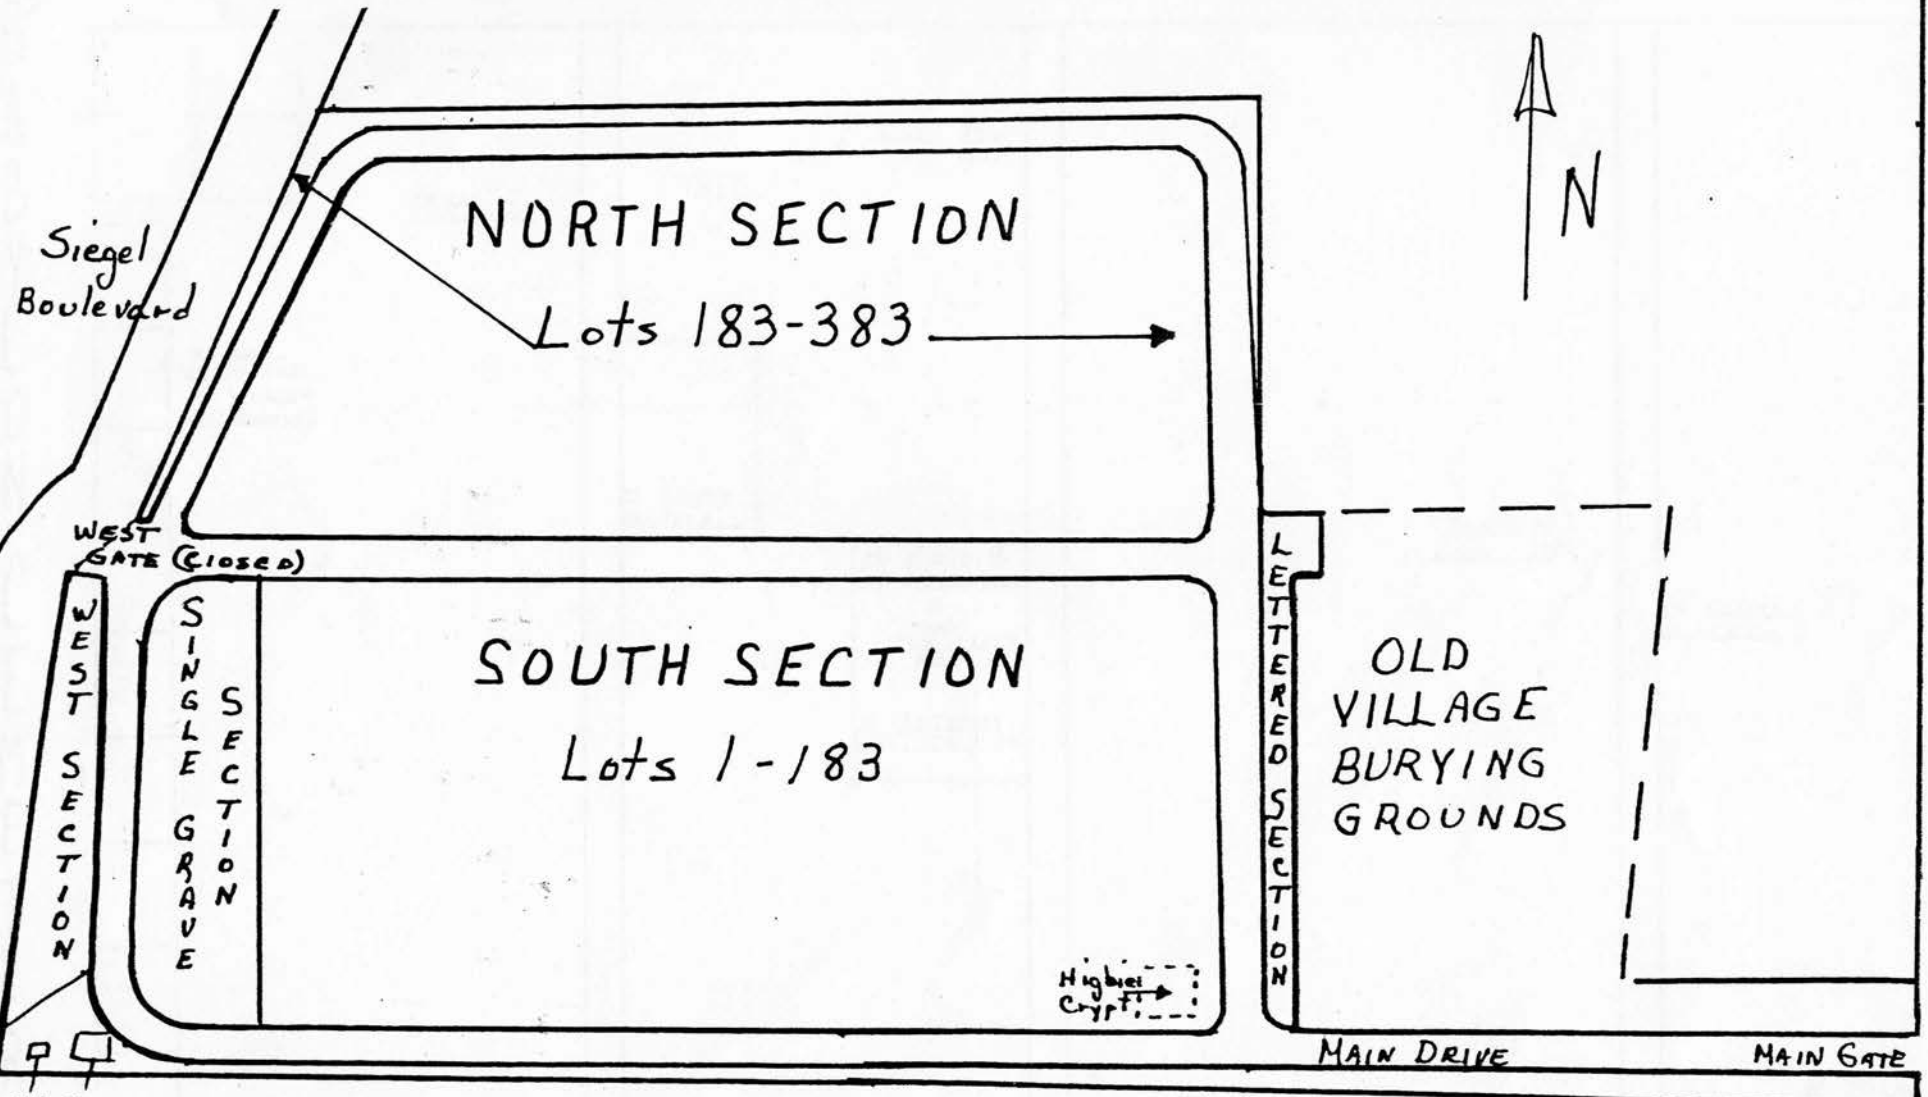 N
NORTH SECTION
Lots 183-383
Siegel
Boulevard
WEST
GATE (CLOSED)
WEST SECTION
SINGLE GRAVE
SECTION
SOUTH SECTION
Lots 1-183
LETTERED SECTION
OLD
VILLAGE
BURYING
GROUNDS
Crypt
MAIN DRIVE
MAIN GATE